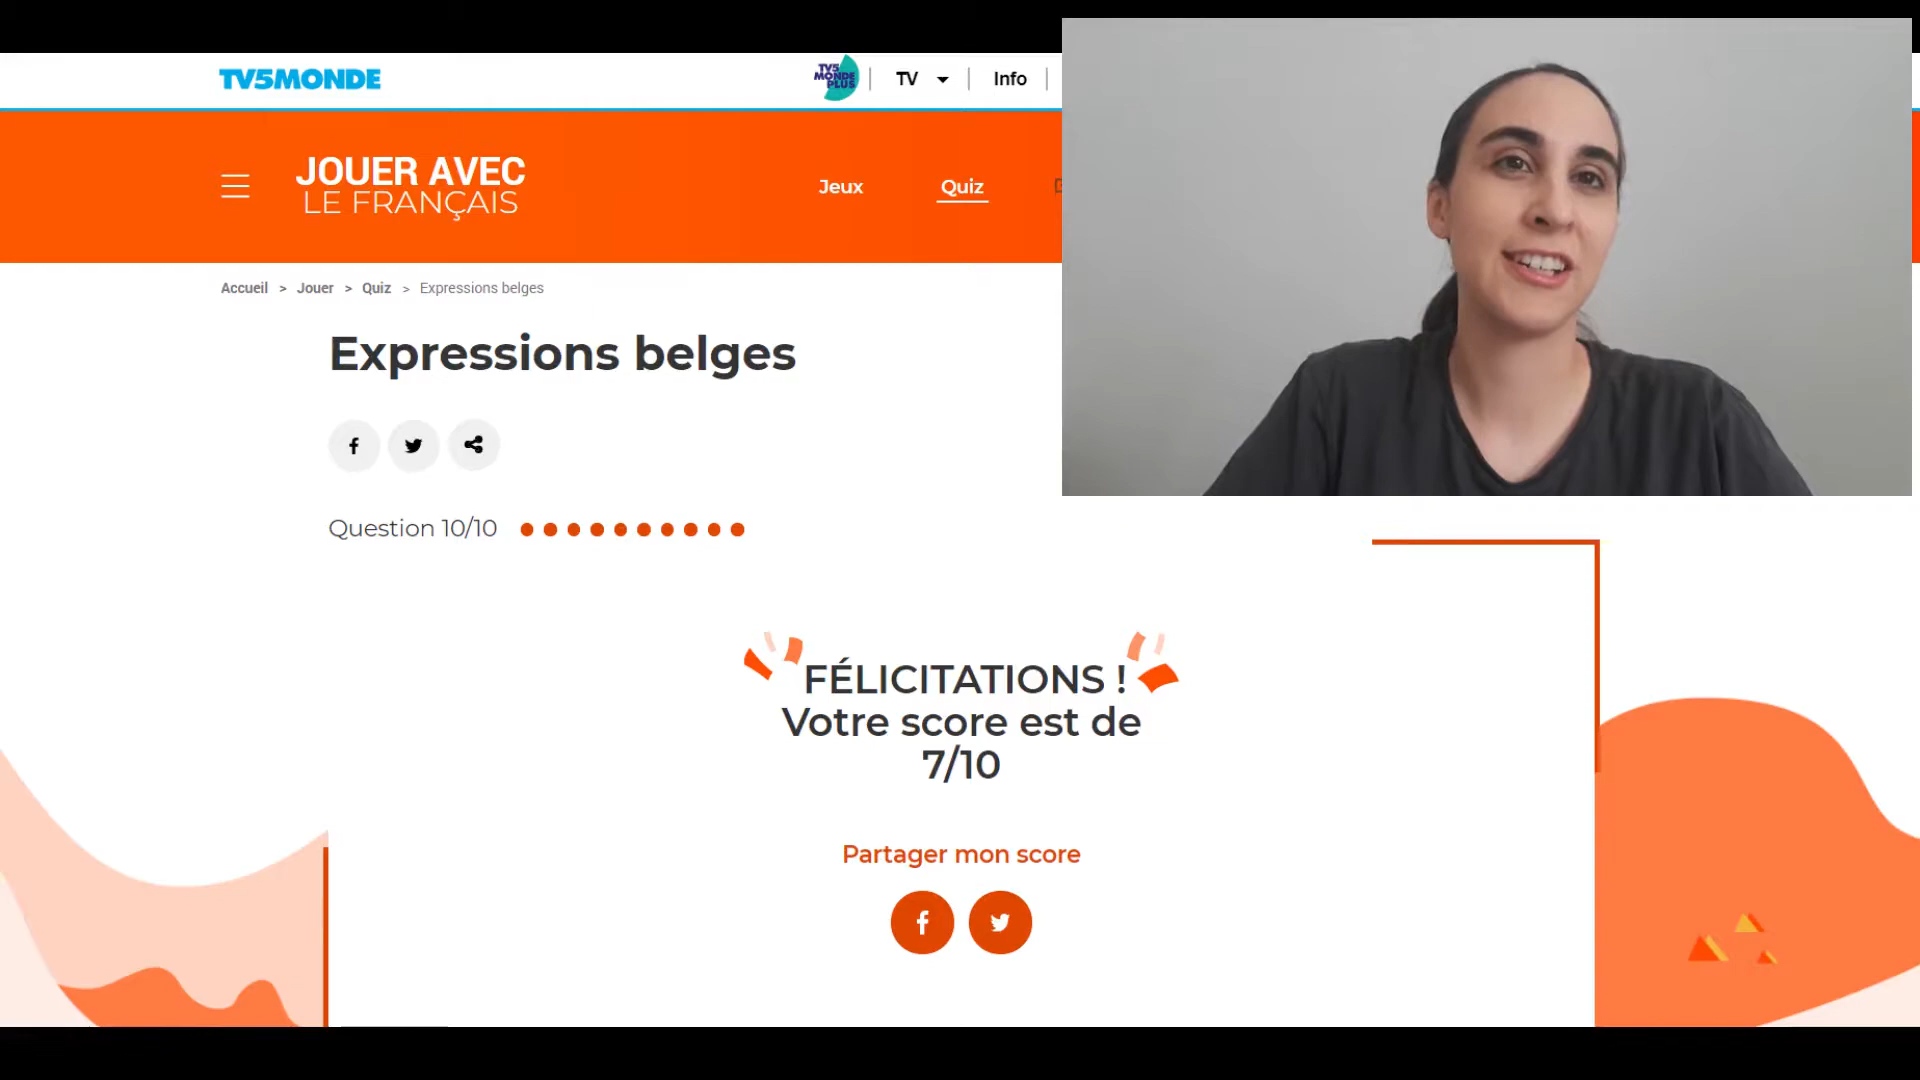 TV5MONDE
TV5
MONDE
PLUS
TV
Info
JOUER AVEC
LE FRANÇAIS
Jeux
Quiz
Accueil > Jouer > Quiz > Expressions belges
Expressions belges
Question 10/10
FÉLICITATIONS !
Votre score est de
7/10
Partager mon score